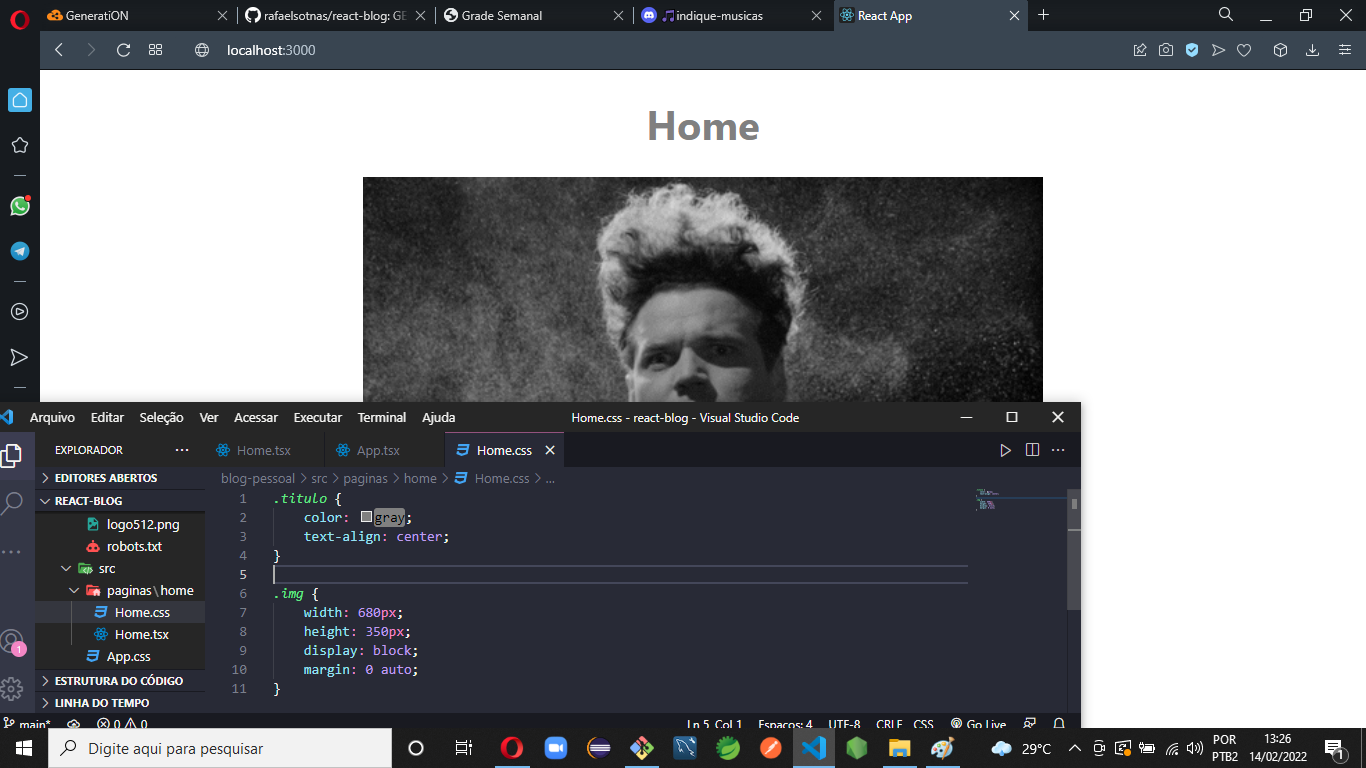 GeneratiON
rafaelsotnas/react-blog: GE
Grade Semanal
indique-musicas
React App
localhost:3000
Home
Arquivo Editar Seleção Ver Acessar Executar Terminal Ajuda
Home.css - react-blog - Visual Studio Code
EXPLORADOR
Home.tsx
App.tsx
Home.css
EDITORES ABERTOS
REACT-BLOG
logo512.png
robots.txt
src
paginas\home
Home.css
Home.tsx
App.css
ESTRUTURA DO CÓDIGO
LINHA DO TEMPO
blog-pessoal > src > paginas > home > Home.css > ...
1 .titulo {
2 color: gray;
3 text-align: center;
4 }
5
6 .img {
7 width: 680px;
8 height: 350px;
9 display: block;
10 margin: 0 auto;
11 }
1
main* 0 0
Ln 5, Col 1 Espaços: 4 UTF-8 CRLF CSS Go Live
Digite aqui para pesquisar
29°C
POR
PTB2
13:26
14/02/2022
1